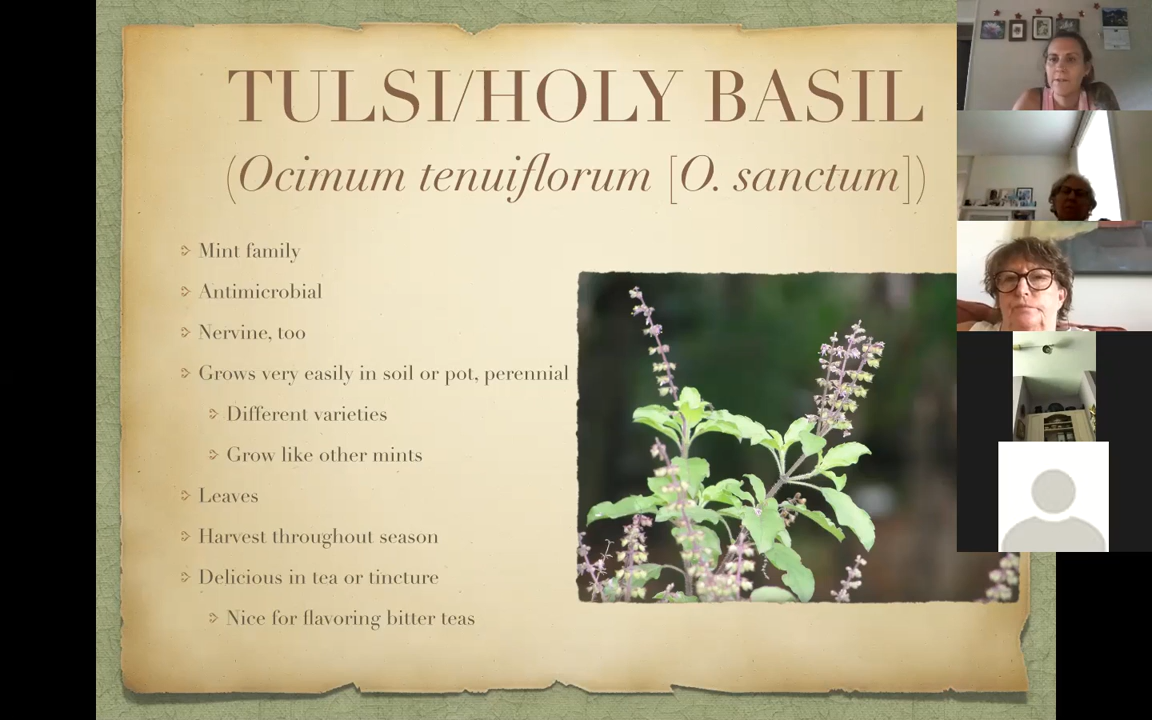 TULSI/HOLY BASIL
(Ocimum tenuiflorum [O. sanctum])
Mint family
Antimicrobial
Nervine, too
Grows very easily in soil or pot, perennial
Different varieties
Grow like other mints
Leaves
Harvest throughout season
Delicious in tea or tincture
Nice for flavoring bitter teas